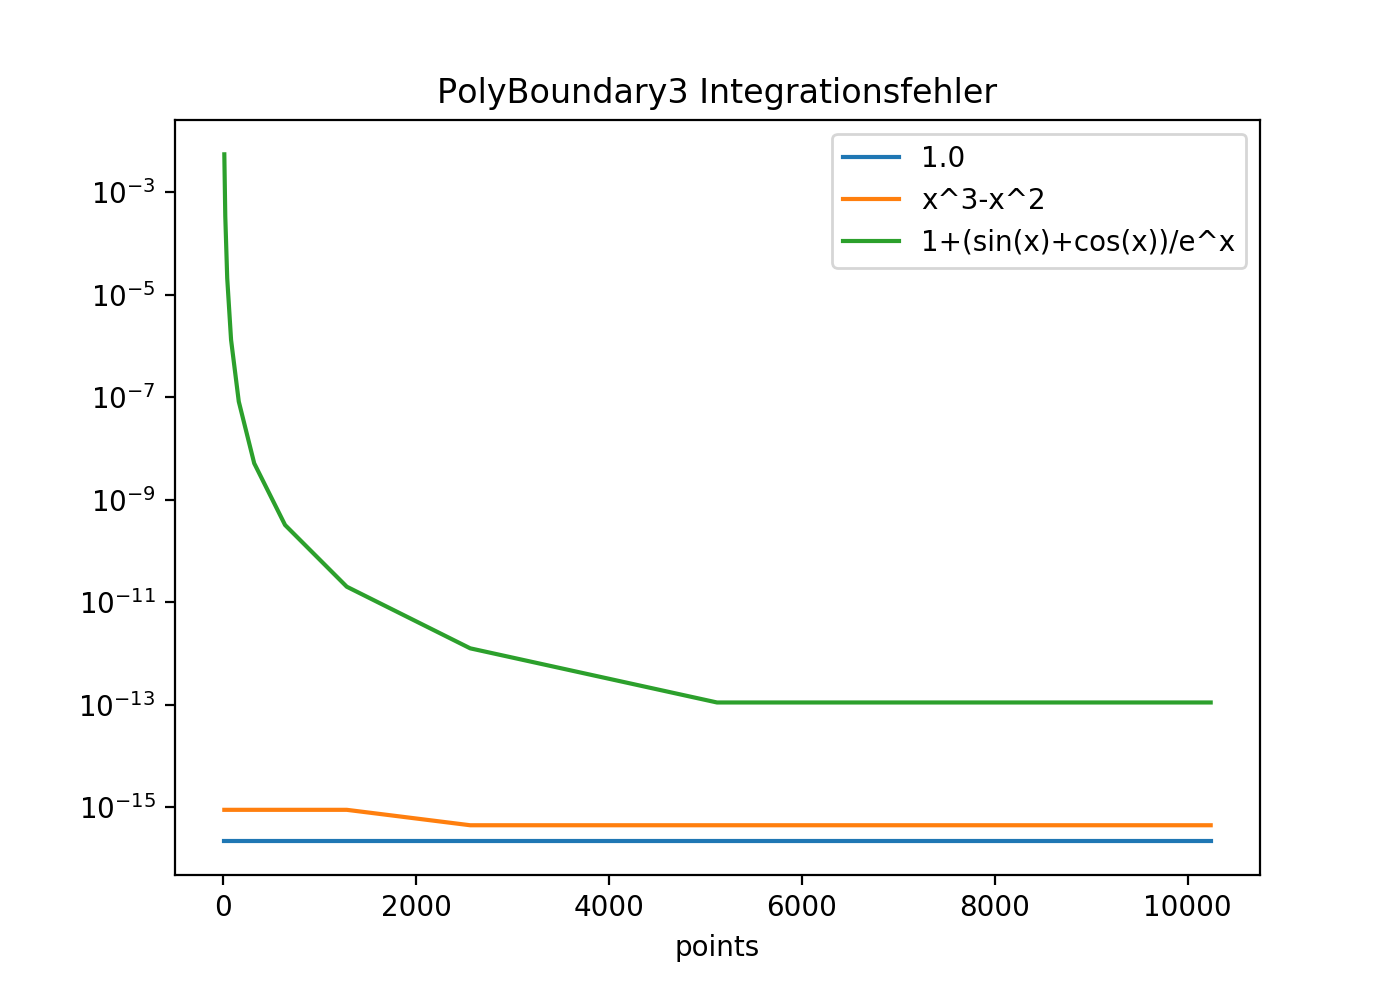 PolyBoundary3 Integrationsfehler
1.0
x^3-x^2
1+(sin(x)+cos(x))/e^x
10⁻³
10⁻⁵
10⁻⁷
10⁻⁹
10⁻¹¹
10⁻¹³
10⁻¹⁵
0 2000 4000 6000 8000 10000
points